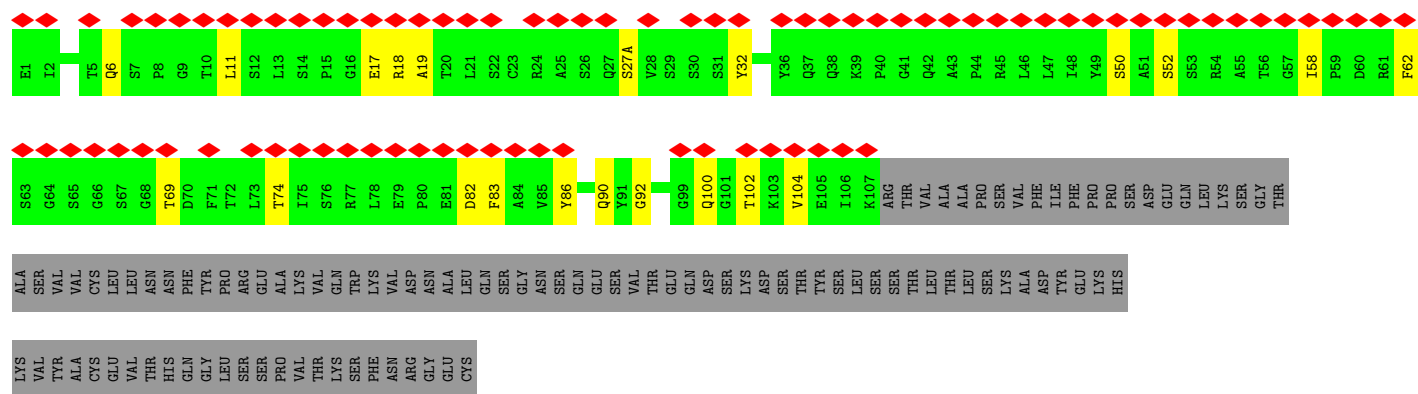 E1 I2 T5 Q6 S7 P8 G9 T10 L11 S12 L13 S14 P15 G16 E17 R18 A19 T20 L21 S22 C23 R24 A25 S26 Q27 S27A V28 S29 S30 S31 Y32 Y36 Q37 Q38 K39 P40 G41 Q42 A43 P44 R45 L46 L47 I48 Y49 S50 A51 S52 S53 R54 A55 T56 G57 I58 P59 D60 R61 F62
S63 G64 S65 G66 S67 G68 T69 D70 F71 T72 L73 T74 I75 S76 R77 L78 E79 P80 E81 D82 F83 A84 V85 Y86 Q90 Y91 G92 G99 Q100 G101 T102 K103 V104 E105 I106 K107 ARG THR VAL ALA ALA PRO SER VAL PHE ILE PHE PRO PRO SER ASP GLU GLN LEU LYS SER GLY THR
ALA SER VAL VAL CYS LEU LEU ASN ASN PHE TYR PRO ARG GLU ALA LYS VAL GLN TRP LYS VAL ASP ASN ALA LEU GLN SER GLY ASN SER GLN GLU SER VAL THR GLU GLN ASP SER LYS ASP SER THR TYR SER LEU SER SER THR LEU THR LEU SER LYS ALA ASP TYR GLU LYS HIS
LYS VAL TYR ALA CYS GLU VAL THR HIS GLN GLY LEU SER SER PRO VAL THR LYS SER PHE ASN ARG GLY GLU CYS